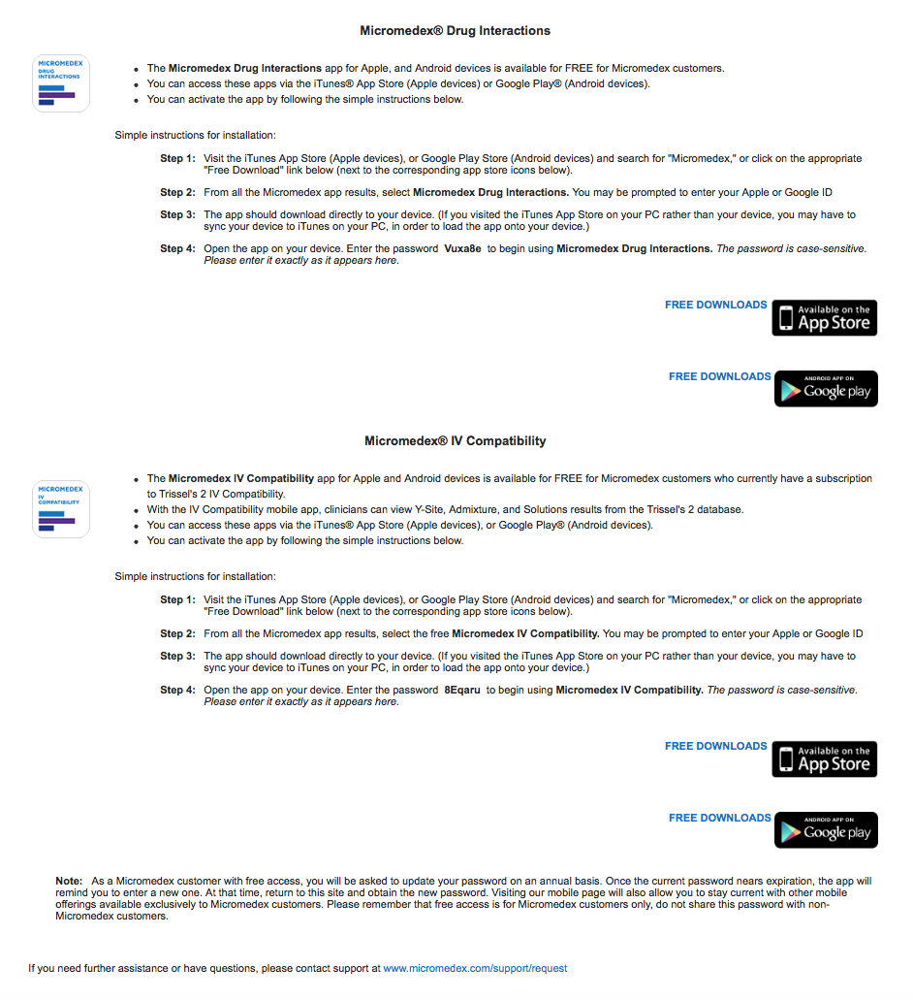 Micromedex® Drug Interactions
MICROMEDEX
DRUG
INTERACTIONS
• The Micromedex Drug Interactions app for Apple, and Android devices is available for FREE for Micromedex customers.
• You can access these apps via the iTunes® App Store (Apple devices) or Google Play® (Android devices).
• You can activate the app by following the simple instructions below.
Simple instructions for installation:
Step 1: Visit the iTunes App Store (Apple devices), or Google Play Store (Android devices) and search for "Micromedex," or click on the appropriate
"Free Download" link below (next to the corresponding app store icons below).
Step 2: From all the Micromedex app results, select Micromedex Drug Interactions. You may be prompted to enter your Apple or Google ID
Step 3: The app should download directly to your device. (If you visited the iTunes App Store on your PC rather than your device, you may have to
sync your device to iTunes on your PC, in order to load the app onto your device.)
Step 4: Open the app on your device. Enter the password Vuxa8e to begin using Micromedex Drug Interactions. The password is case-sensitive.
Please enter it exactly as it appears here.
FREE DOWNLOADS Available on the
App Store
FREE DOWNLOADS ANDROID APP ON
Google play
Micromedex® IV Compatibility
MICROMEDEX
IV
COMPATIBILITY
• The Micromedex IV Compatibility app for Apple and Android devices is available for FREE for Micromedex customers who currently have a subscription
to Trissel's 2 IV Compatibility.
• With the IV Compatibility mobile app, clinicians can view Y-Site, Admixture, and Solutions results from the Trissel's 2 database.
• You can access these apps via the iTunes® App Store (Apple devices), or Google Play® (Android devices).
• You can activate the app by following the simple instructions below.
Simple instructions for installation:
Step 1: Visit the iTunes App Store (Apple devices), or Google Play Store (Android devices) and search for "Micromedex," or click on the appropriate
"Free Download" link below (next to the corresponding app store icons below).
Step 2: From all the Micromedex app results, select the free Micromedex IV Compatibility. You may be prompted to enter your Apple or Google ID
Step 3: The app should download directly to your device. (If you visited the iTunes App Store on your PC rather than your device, you may have to
sync your device to iTunes on your PC, in order to load the app onto your device.)
Step 4: Open the app on your device. Enter the password 8Eqaru to begin using Micromedex IV Compatibility. The password is case-sensitive.
Please enter it exactly as it appears here.
FREE DOWNLOADS Available on the
App Store
FREE DOWNLOADS ANDROID APP ON
Google play
Note: As a Micromedex customer with free access, you will be asked to update your password on an annual basis. Once the current password nears expiration, the app will
remind you to enter a new one. At that time, return to this site and obtain the new password. Visiting our mobile page will also allow you to stay current with other mobile
offerings available exclusively to Micromedex customers. Please remember that free access is for Micromedex customers only, do not share this password with non-
Micromedex customers.
If you need further assistance or have questions, please contact support at www.micromedex.com/support/request